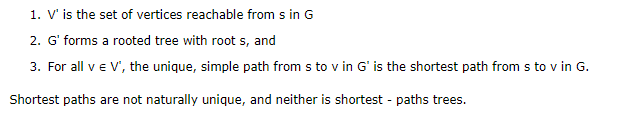 1. V' is the set of vertices reachable from s in G
2. G' forms a rooted tree with root s, and
3. For all v ϵ V', the unique, simple path from s to v in G' is the shortest path from s to v in G.
Shortest paths are not naturally unique, and neither is shortest - paths trees.